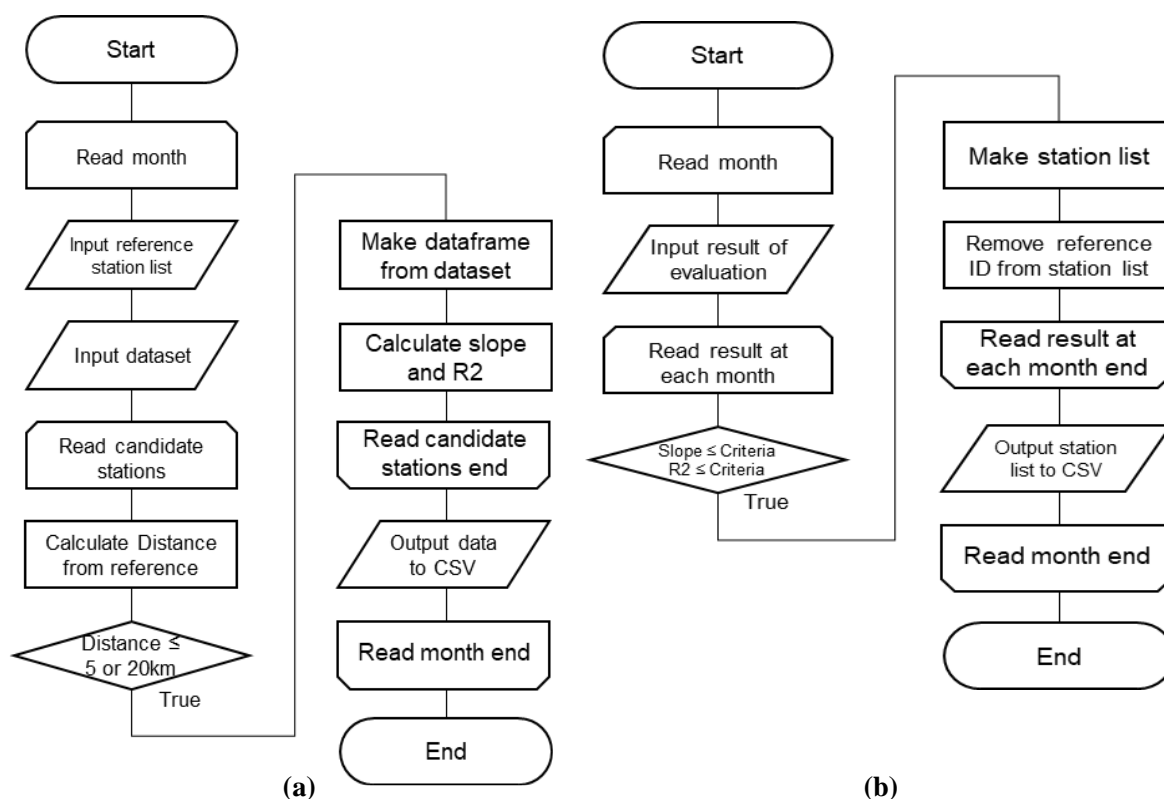 Start
Read month
Input reference
station list
Input dataset
Read candidate
stations
Calculate Distance
from reference
Distance ≤
5 or 20km
True
Make dataframe
from dataset
Calculate slope
and R2
Read candidate
stations end
Output data
to CSV
Read month end
End
(a)
Start
Read month
Input result of
evaluation
Read result at
each month
Slope ≤ Criteria
R2 ≤ Criteria
True
Make station list
Remove reference
ID from station list
Read result at
each month end
Output station
list to CSV
Read month end
End
(b)